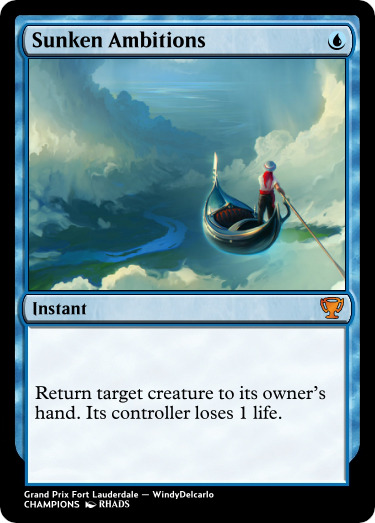 Sunken Ambitions
Instant
Return target creature to its owner's
hand. Its controller loses 1 life.
Grand Prix Fort Lauderdale — WindyDelcarlo
CHAMPIONS RHADS